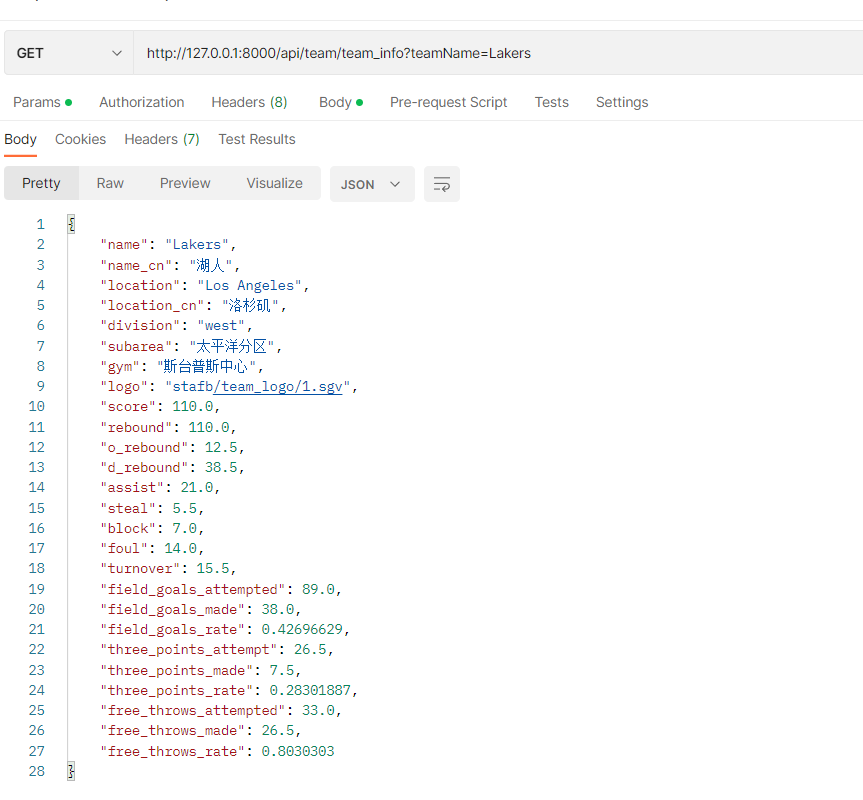 GET http://127.0.0.1:8000/api/team/team_info?teamName=Lakers
Params Authorization Headers (8) Body Pre-request Script Tests Settings
Body Cookies Headers (7) Test Results
Pretty Raw Preview Visualize JSON
1 {
2 "name": "Lakers",
3 "name_cn": "湖人",
4 "location": "Los Angeles",
5 "location_cn": "洛杉矶",
6 "division": "west",
7 "subarea": "太平洋分区",
8 "gym": "斯台普斯中心",
9 "logo": "stafb/team_logo/1.sgv",
10 "score": 110.0,
11 "rebound": 110.0,
12 "o_rebound": 12.5,
13 "d_rebound": 38.5,
14 "assist": 21.0,
15 "steal": 5.5,
16 "block": 7.0,
17 "foul": 14.0,
18 "turnover": 15.5,
19 "field_goals_attempted": 89.0,
20 "field_goals_made": 38.0,
21 "field_goals_rate": 0.42696629,
22 "three_points_attempt": 26.5,
23 "three_points_made": 7.5,
24 "three_points_rate": 0.28301887,
25 "free_throws_attempted": 33.0,
26 "free_throws_made": 26.5,
27 "free_throws_rate": 0.8030303
28 }